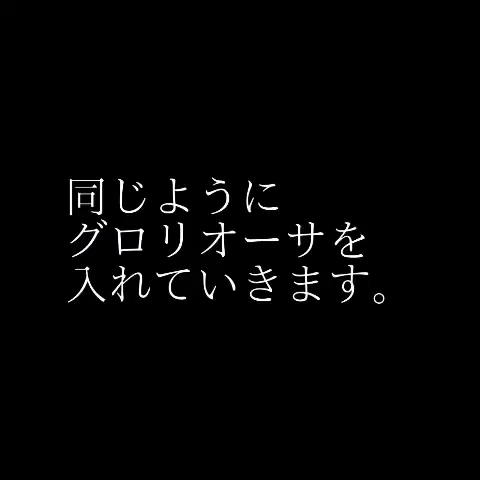 同じように
グロリオーサを
入れていきます。